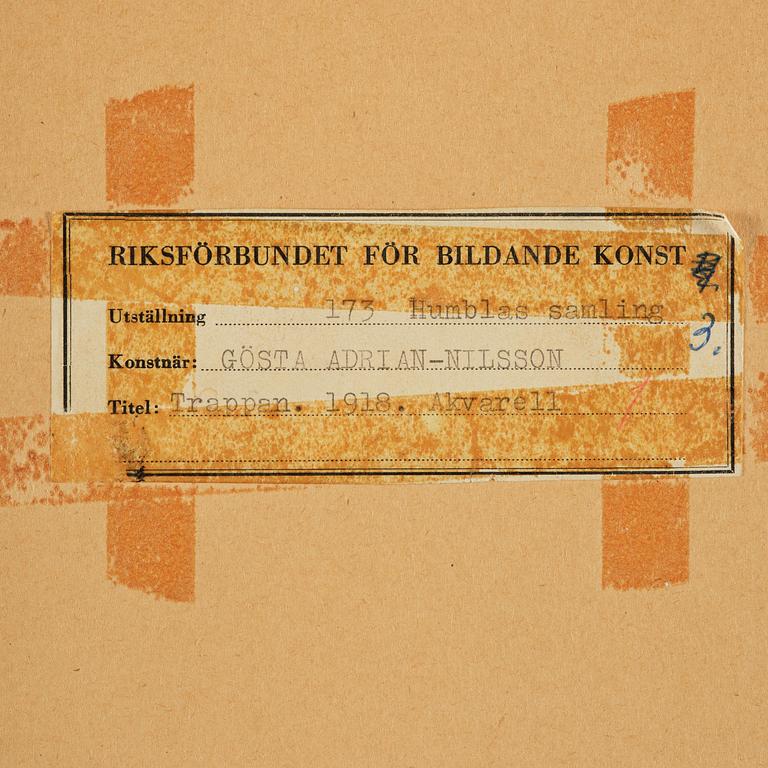 RIKSFÖRBUNDET FÖR BILDANDE KONST
Utställning 173 Humblas samling
3.
Konstnär: GÖSTA ADRIAN-NILSSON
Titel: Trappan. 1918. Akvarell